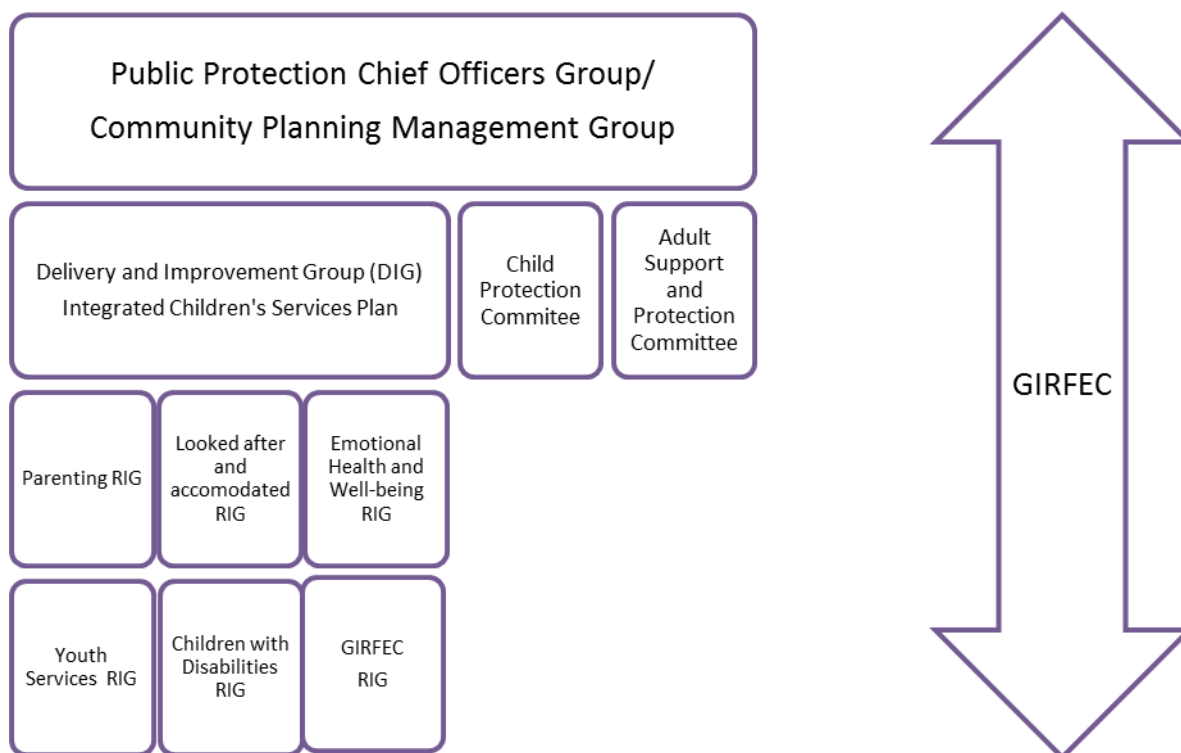 Public Protection Chief Officers Group/
Community Planning Management Group
Delivery and Improvement Group (DIG)
Integrated Children's Services Plan
Child
Protection
Commitee
Adult
Support
and
Protection
Committee
GIRFEC
Parenting RIG
Looked after
and
accomodated
RIG
Emotional
Health and
Well-being
RIG
Youth
Services RIG
Children with
Disabilities
RIG
GIRFEC
RIG